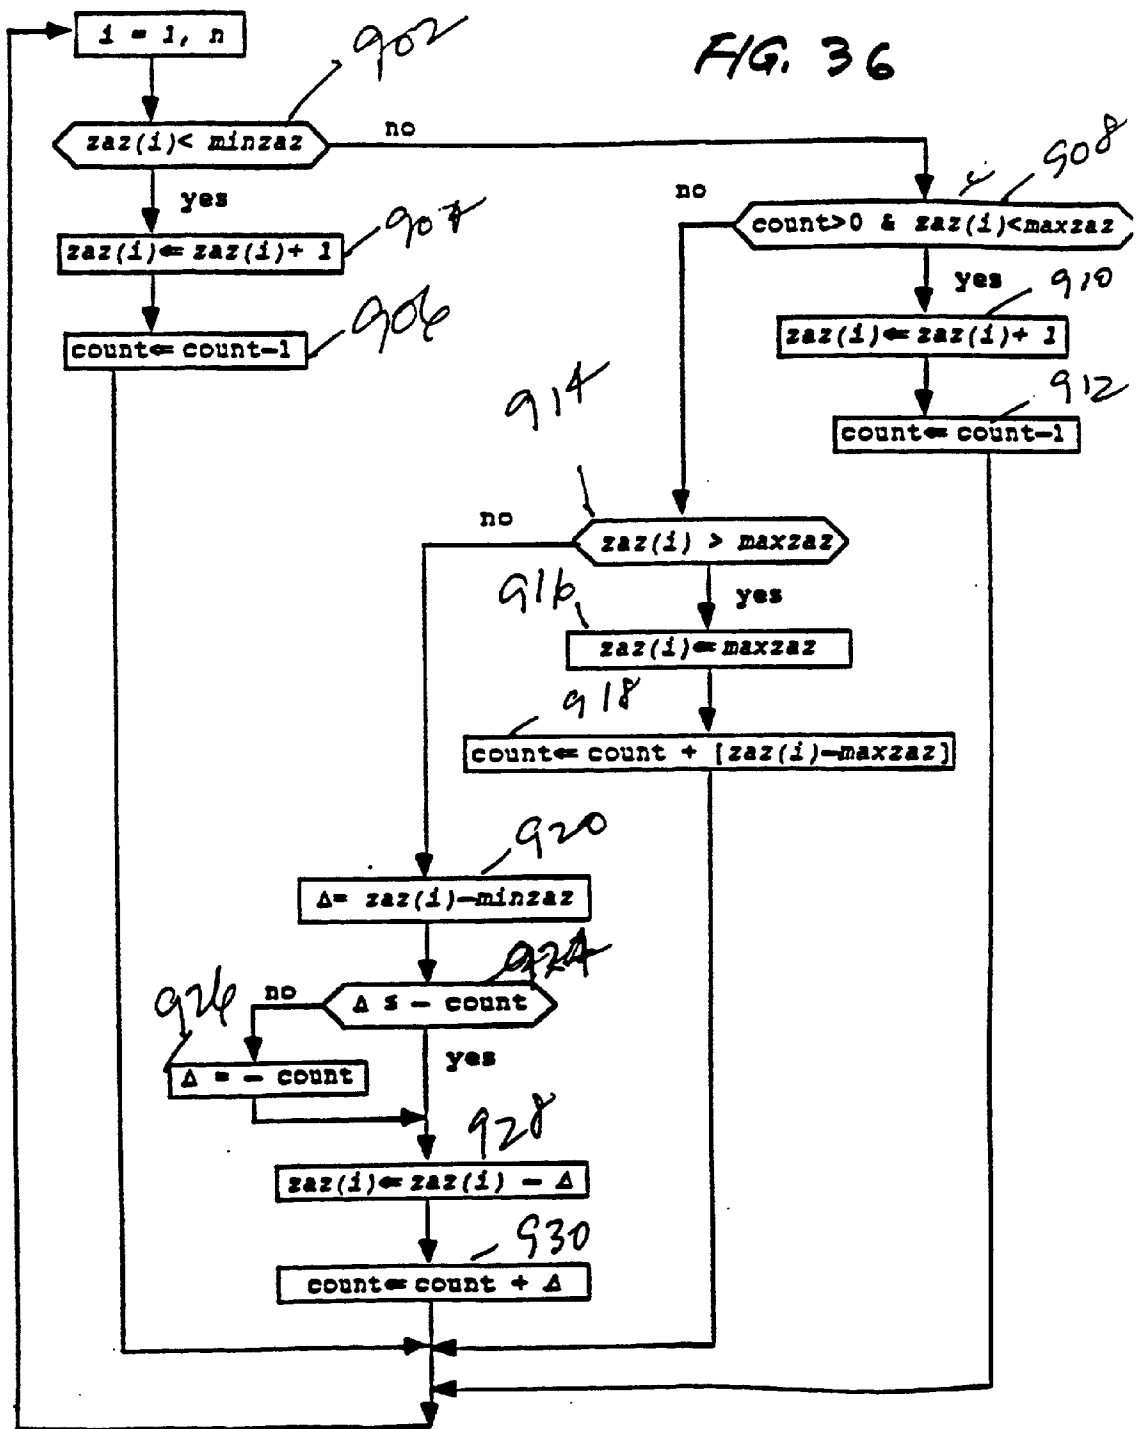 i = 1, n
902
FIG. 36
zaz(i)< minzaz
no
908
yes
no
count>0 & zaz(i)<maxzaz
904
zaz(i)⇐ zaz(i)+ 1
yes
910
906
zaz(i)⇐ zaz(i)+ 1
count⇐ count-1
914
912
count⇐ count-1
no
zaz(i) > maxzaz
916
yes
zaz(i)⇐ maxzaz
918
count⇐ count + [zaz(i)-maxzaz]
920
Δ= zaz(i)-minzaz
924
926
no
Δ ≤ - count
yes
Δ = - count
928
zaz(i)⇐ zaz(i) - Δ
930
count⇐ count + Δ